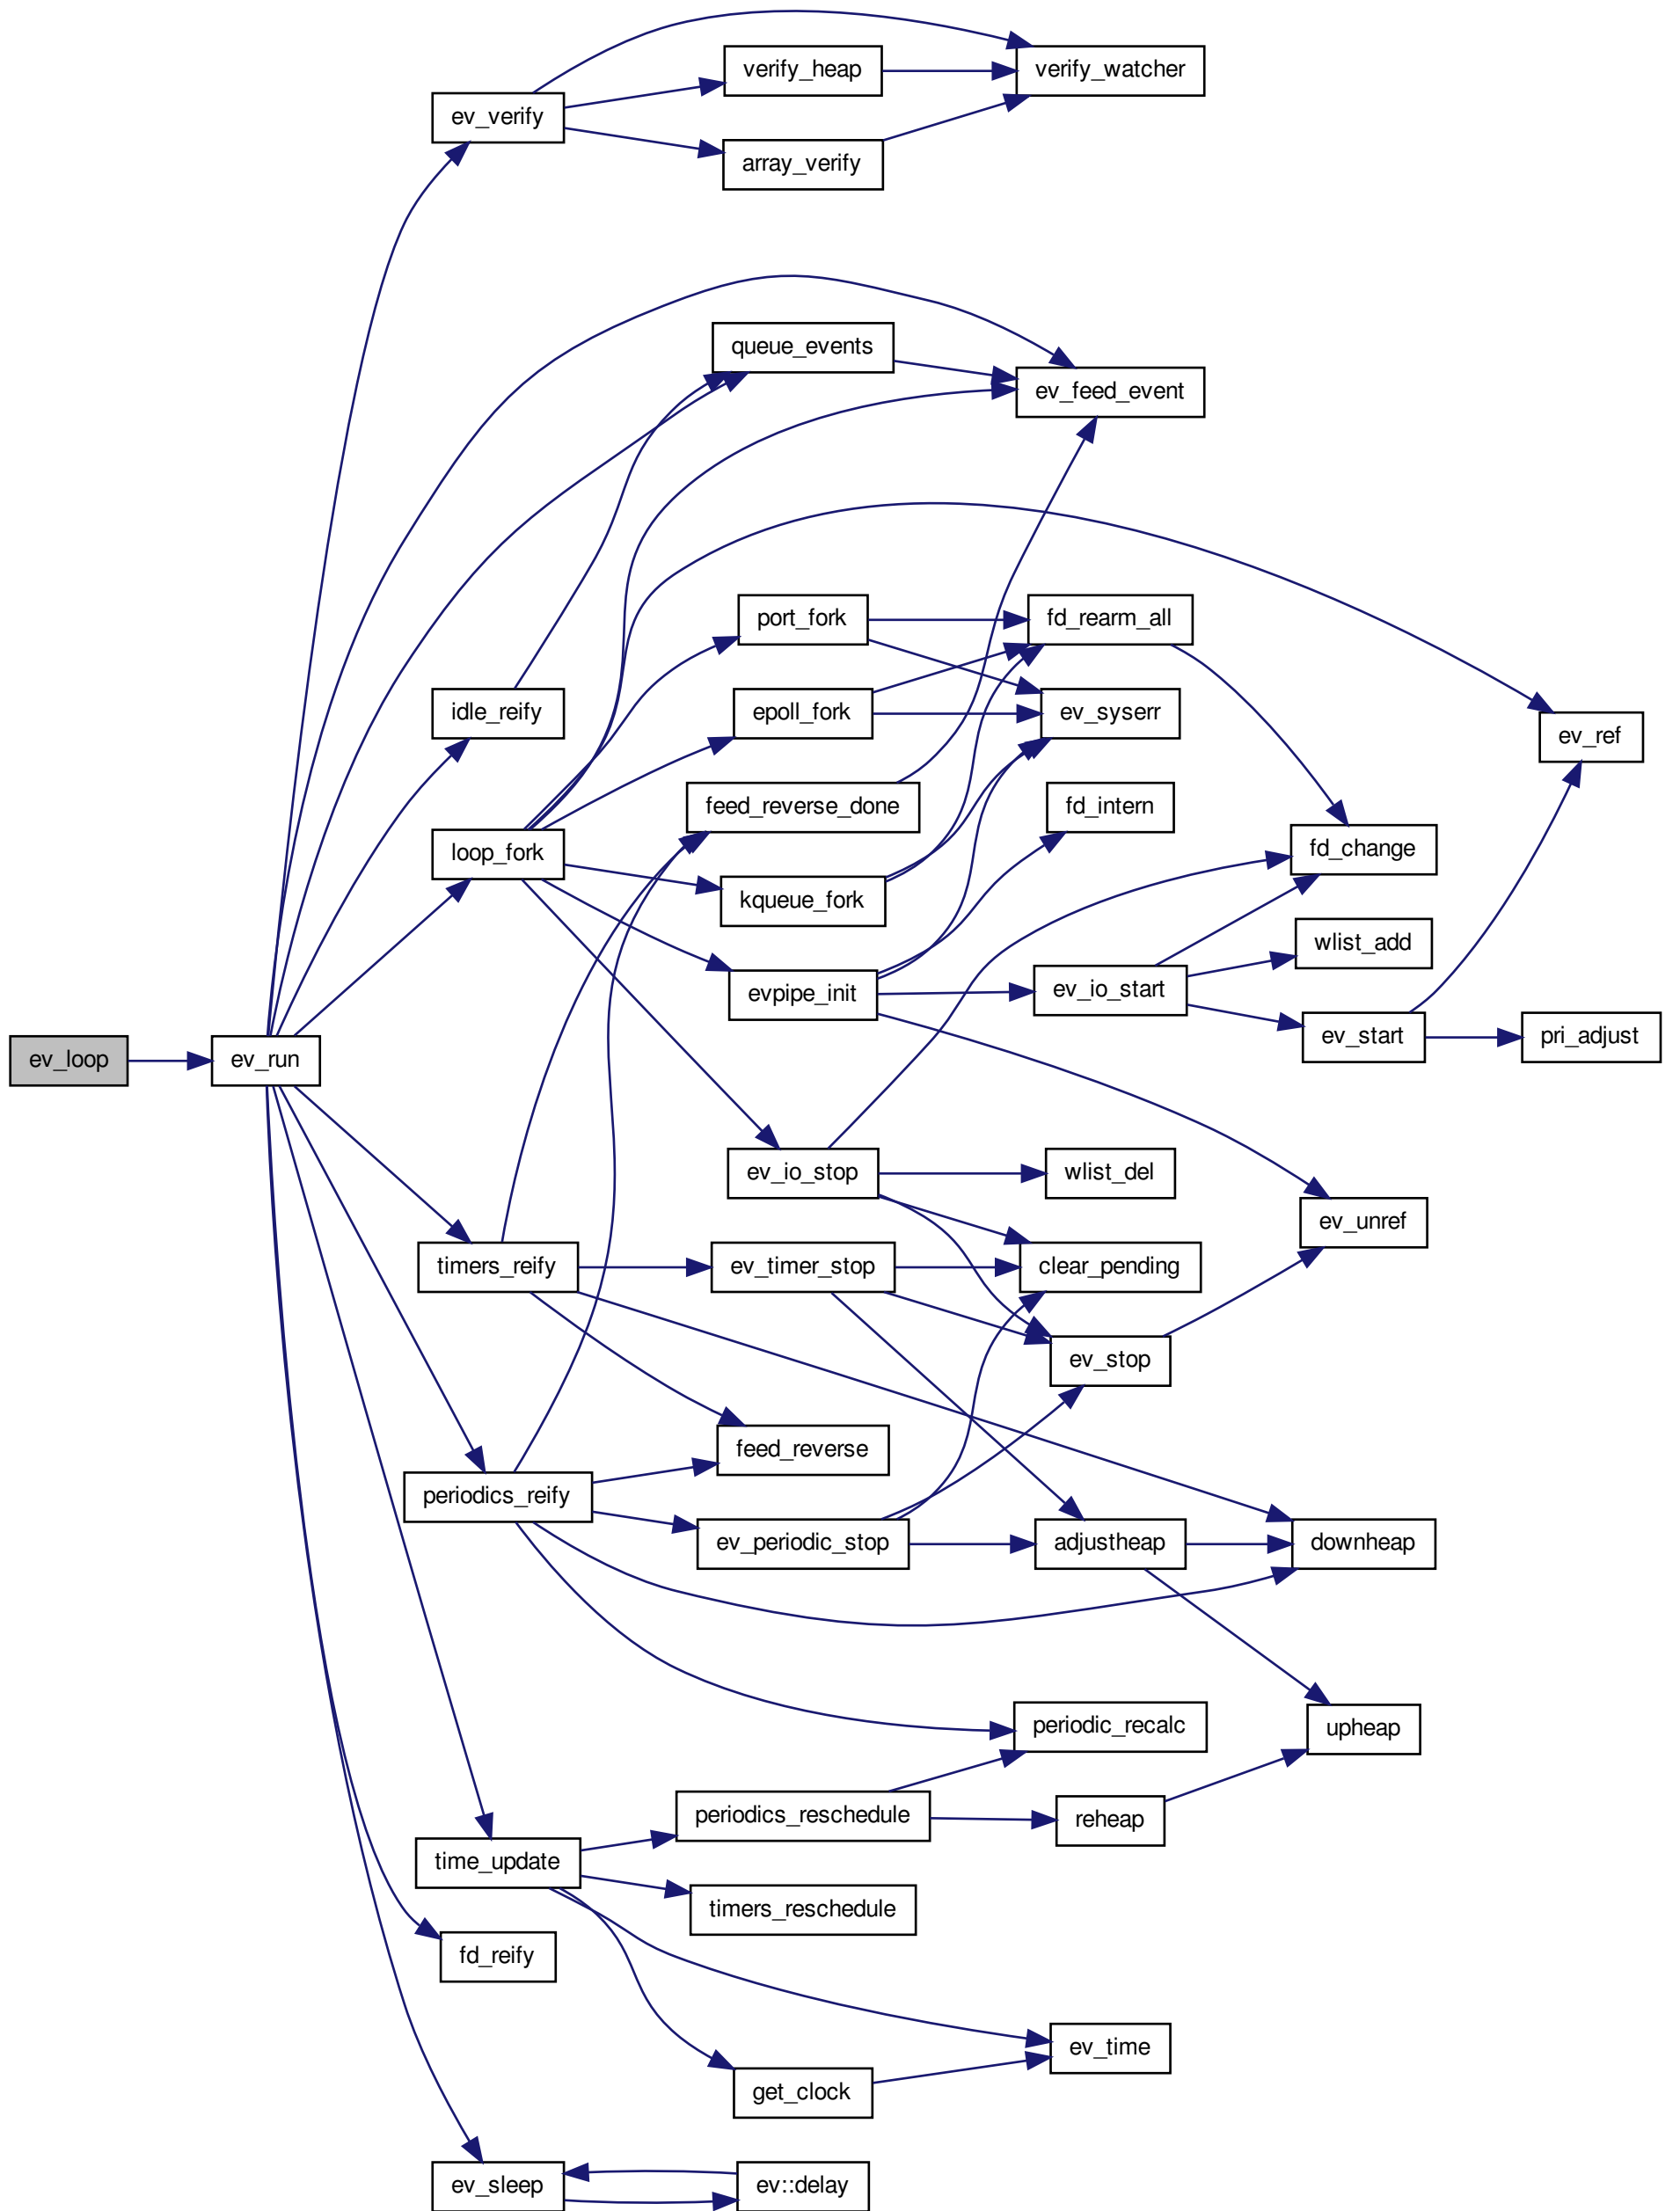 verify_heap
verify_watcher
ev_verify
array_verify
queue_events
ev_feed_event
port_fork
fd_rearm_all
idle_reify
epoll_fork
ev_syserr
ev_ref
feed_reverse_done
fd_intern
loop_fork
fd_change
kqueue_fork
wlist_add
evpipe_init
ev_io_start
ev_loop
ev_run
ev_start
pri_adjust
ev_io_stop
wlist_del
ev_unref
timers_reify
ev_timer_stop
clear_pending
ev_stop
feed_reverse
periodics_reify
ev_periodic_stop
adjustheap
downheap
periodic_recalc
upheap
periodics_reschedule
reheap
time_update
timers_reschedule
fd_reify
ev_time
get_clock
ev_sleep
ev::delay